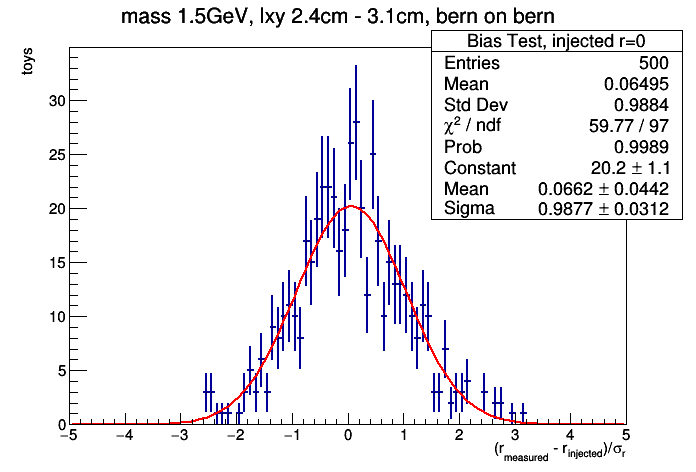 mass 1.5GeV, lxy 2.4cm - 3.1cm, bern on bern
Bias Test, injected r=0
Entries 500
Mean 0.06495
Std Dev 0.9884
χ² / ndf 59.77 / 97
Prob 0.9989
Constant 20.2 ± 1.1
Mean 0.0662 ± 0.0442
Sigma 0.9877 ± 0.0312
toys
30
25
20
15
10
5
0
−5 −4 −3 −2 −1 0 1 2 3 4 5
(r_measured - r_injected)/σ_r